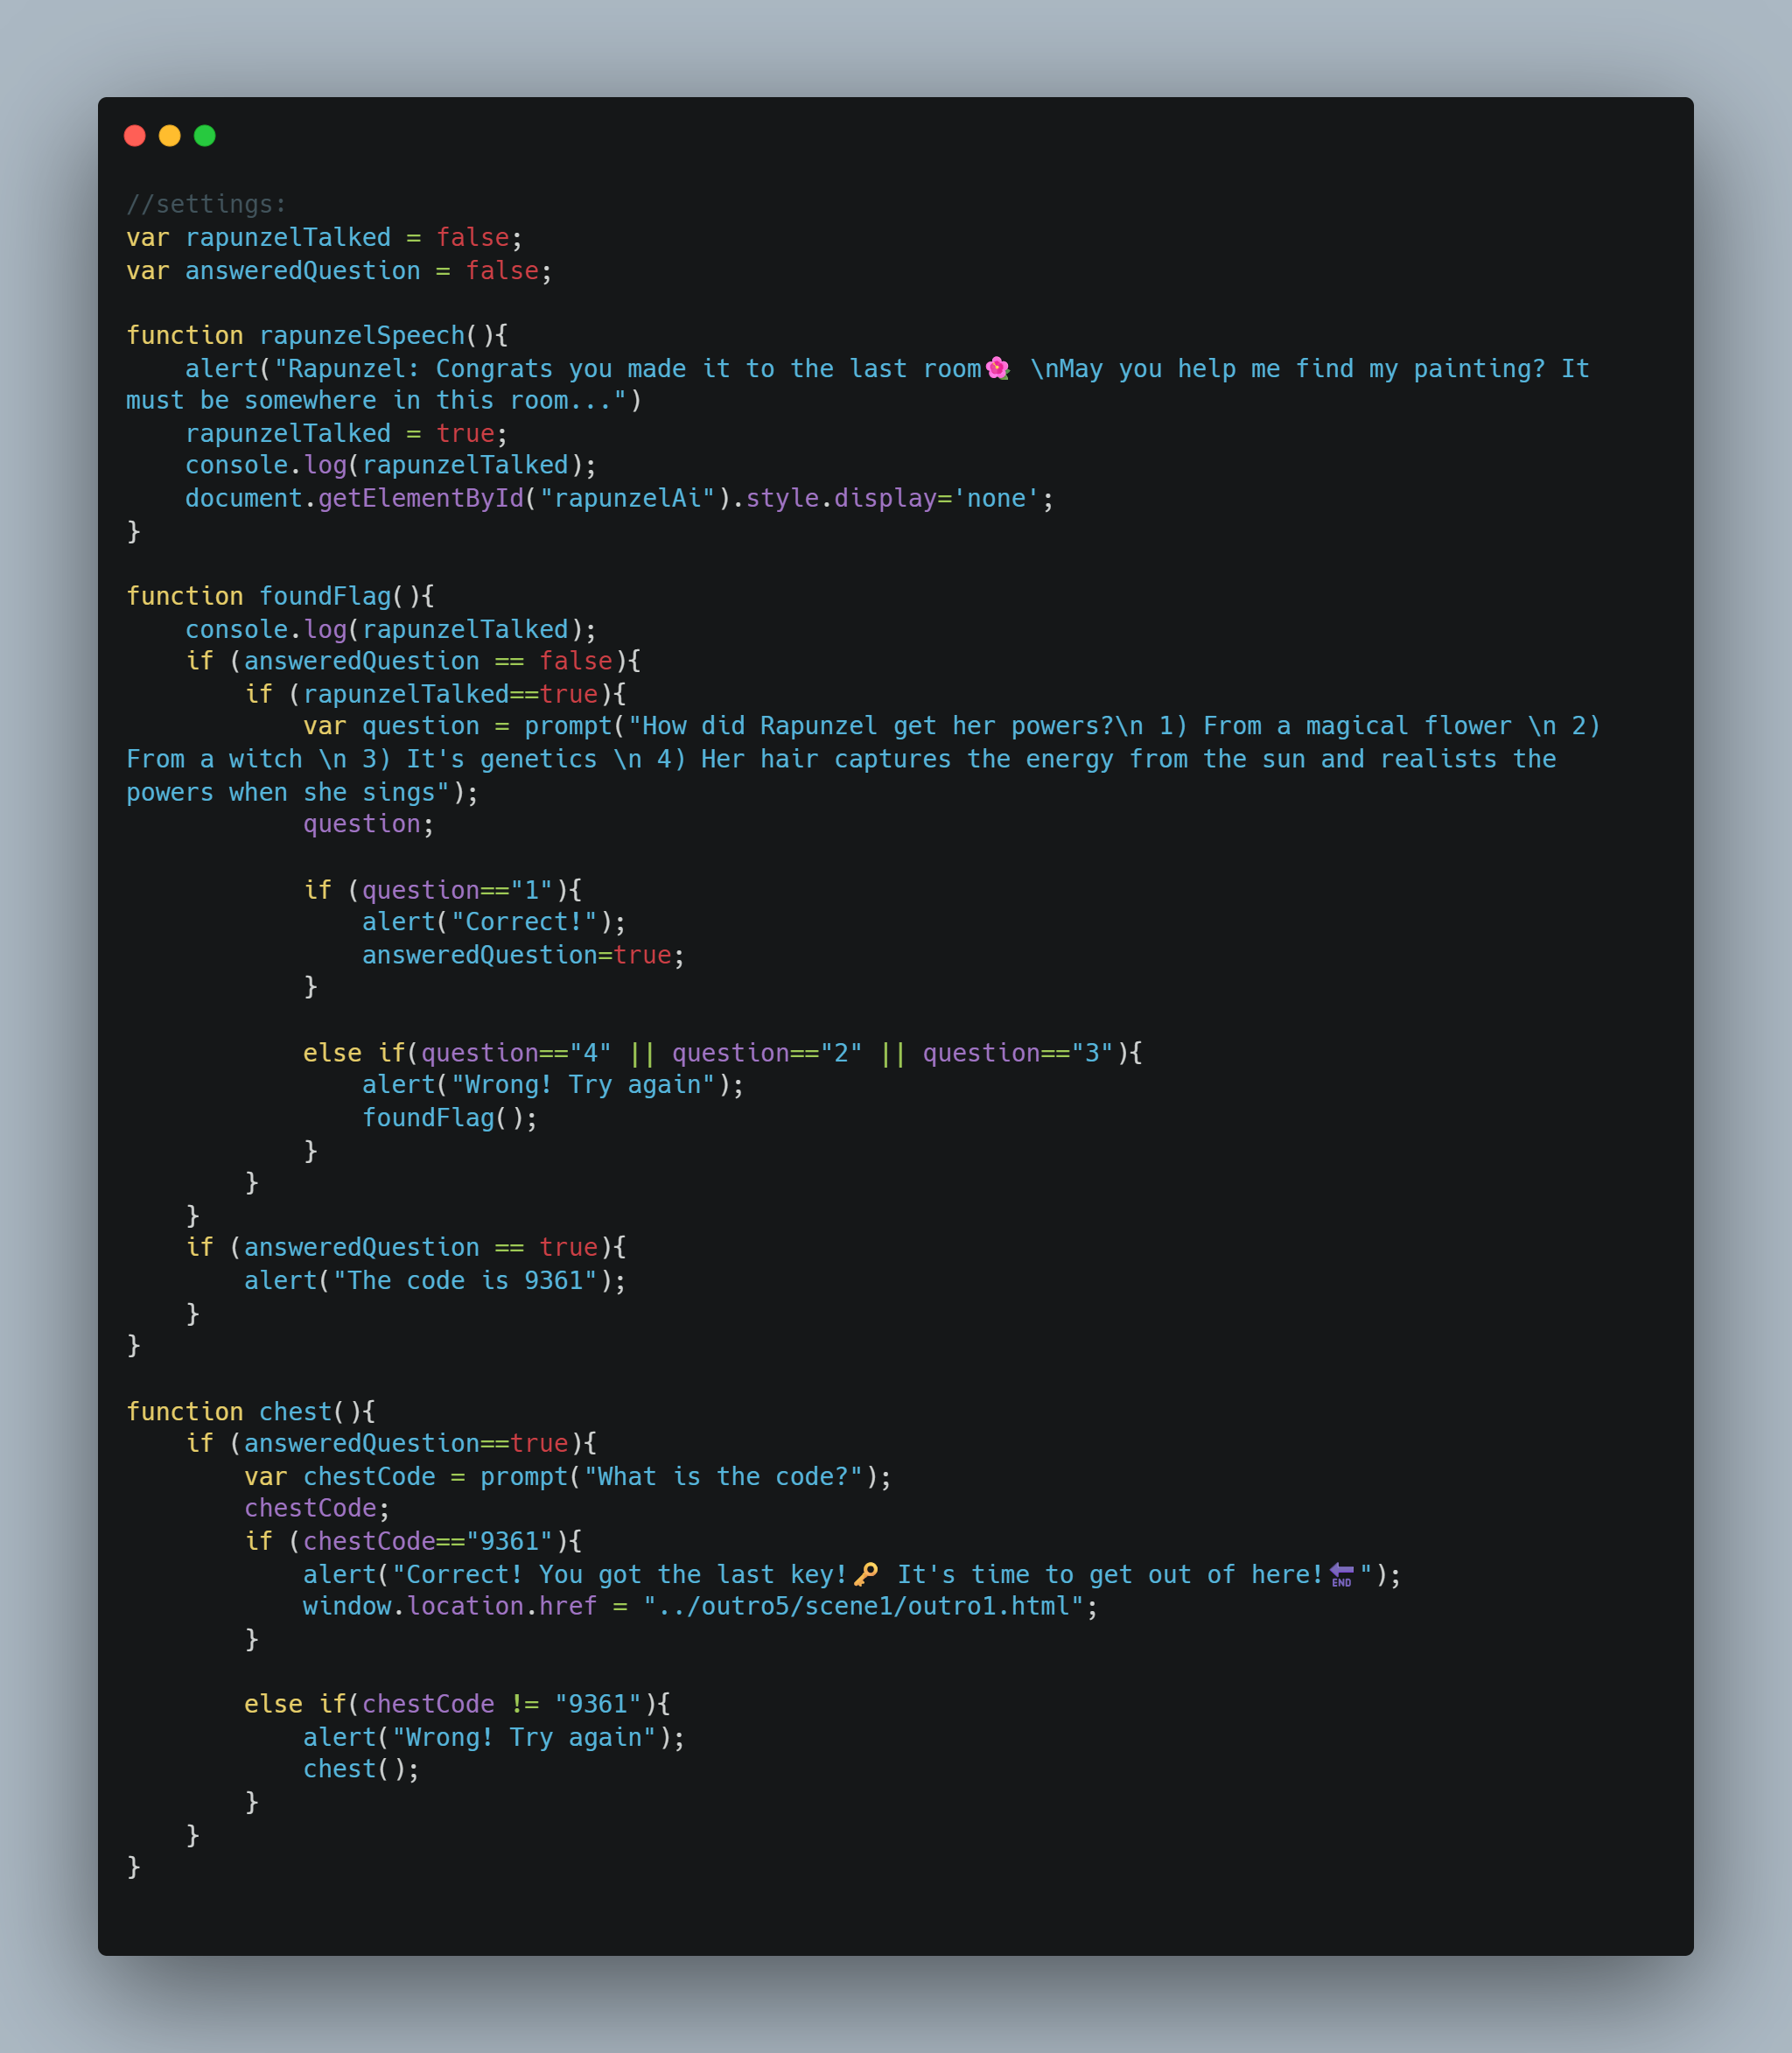 //settings:
var rapunzelTalked = false;
var answeredQuestion = false;

function rapunzelSpeech(){
    alert("Rapunzel: Congrats you made it to the last room🌺 \nMay you help me find my painting? It
must be somewhere in this room...")
    rapunzelTalked = true;
    console.log(rapunzelTalked);
    document.getElementById("rapunzelAi").style.display='none';
}

function foundFlag(){
    console.log(rapunzelTalked);
    if (answeredQuestion == false){
        if (rapunzelTalked==true){
            var question = prompt("How did Rapunzel get her powers?\n 1) From a magical flower \n 2)
From a witch \n 3) It's genetics \n 4) Her hair captures the energy from the sun and realists the
powers when she sings");
            question;

            if (question=="1"){
                alert("Correct!");
                answeredQuestion=true;
            }

            else if(question=="4" || question=="2" || question=="3"){
                alert("Wrong! Try again");
                foundFlag();
            }
        }
    }
    if (answeredQuestion == true){
        alert("The code is 9361");
    }
}

function chest(){
    if (answeredQuestion==true){
        var chestCode = prompt("What is the code?");
        chestCode;
        if (chestCode=="9361"){
            alert("Correct! You got the last key!🔑 It's time to get out of here!🔚");
            window.location.href = "../outro5/scene1/outro1.html";
        }

        else if(chestCode != "9361"){
            alert("Wrong! Try again");
            chest();
        }
    }
}